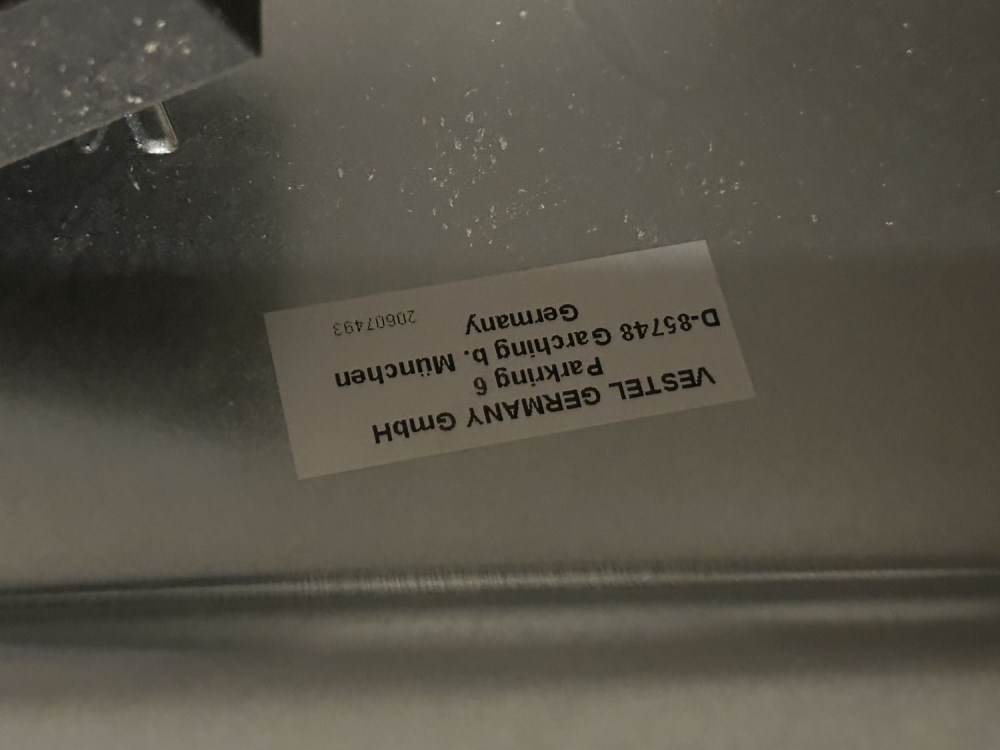 VESTEL GERMANY GmbH
Parkring 6
D-85748 Garching b. München
Germany
20607493